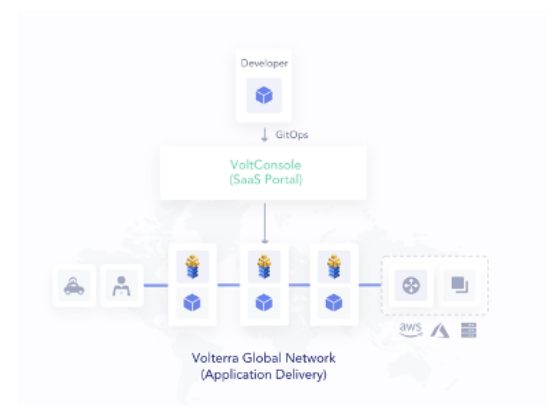 Developer
GitOps
VoltConsole
(SaaS Portal)
aws
Volterra Global Network
(Application Delivery)